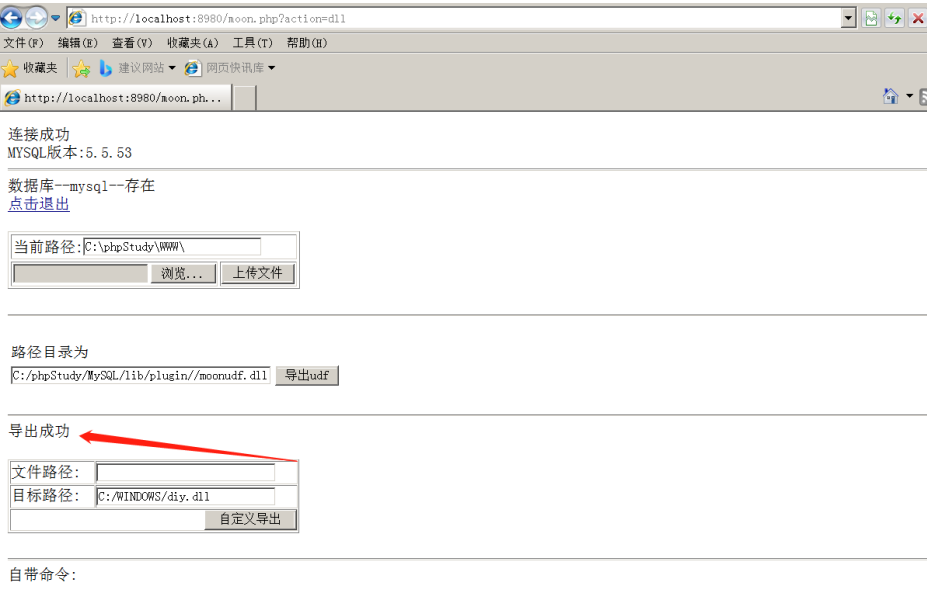 http://localhost:8980/moon.php?action=dll
文件(F) 编辑(E) 查看(V) 收藏夹(A) 工具(T) 帮助(H)
收藏夹 建议网站 网页快讯库
http://localhost:8980/moon.ph...
连接成功
MYSQL版本:5.5.53
数据库--mysql--存在
点击退出
当前路径:C:\phpStudy\WWW\
浏览... 上传文件
路径目录为
C:/phpStudy/MySQL/lib/plugin//moonudf.dll 导出udf
导出成功
文件路径:
目标路径: C:/WINDOWS/diy.dll
自定义导出
自带命令: